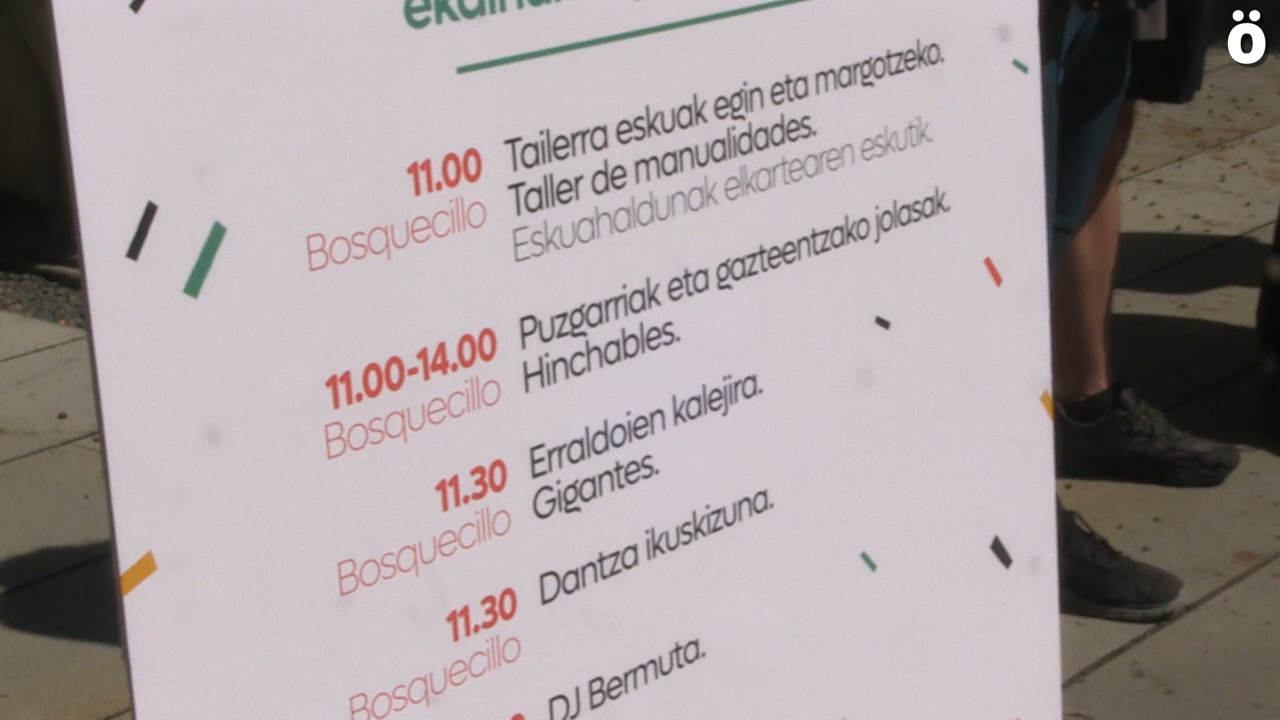 11.00
Bosquecillo
Tailerra eskuak egin eta margotzeko.
Taller de manualidades.
Eskuahaldunak elkartearen eskutik.
11.00-14.00
Bosquecillo
Puzgarriak eta gazteentzako jolasak.
Hinchables.
11.30
Bosquecillo
Erraldoien kalejira.
Gigantes.
11.30
Bosquecillo
Dantza ikuskizuna.
DJ Bermuta.
ö